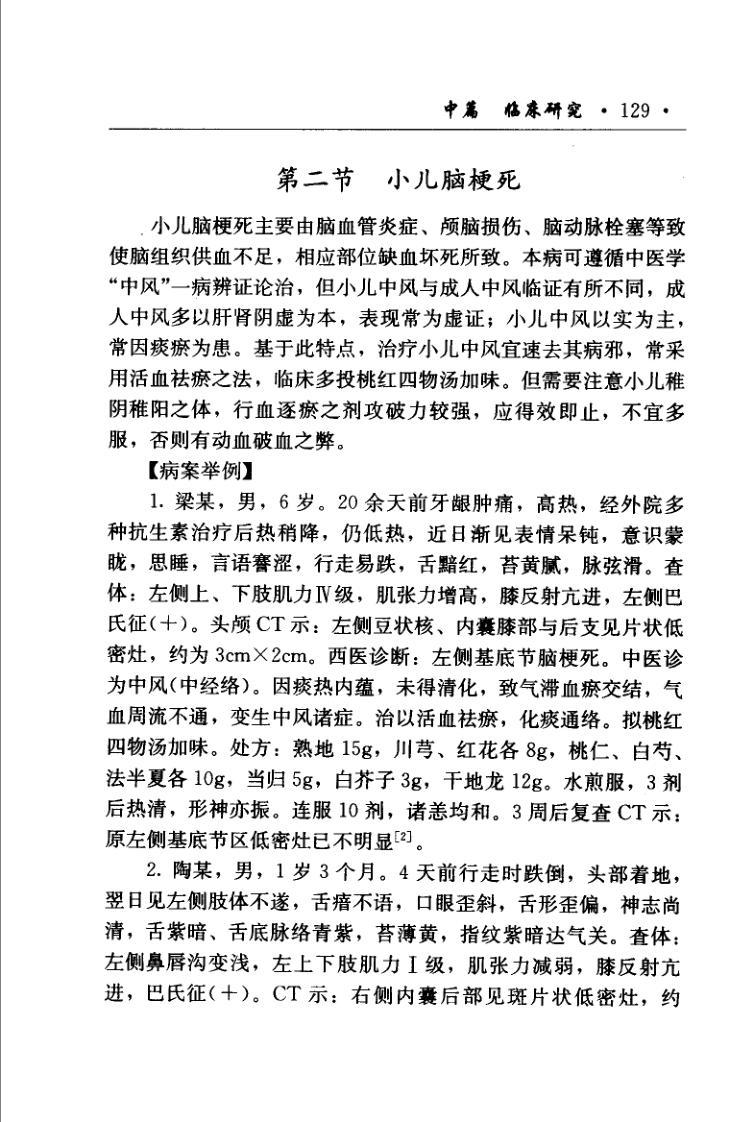 中篇 临床研究 · 129 ·
第二节 小儿脑梗死
小儿脑梗死主要由脑血管炎症、颅脑损伤、脑动脉栓塞等致
使脑组织供血不足，相应部位缺血坏死所致。本病可遵循中医学
“中风”一病辨证论治，但小儿中风与成人中风临证有所不同，成
人中风多以肝肾阴虚为本，表现常为虚证；小儿中风以实为主，
常因痰瘀为患。基于此特点，治疗小儿中风宜速去其病邪，常采
用活血祛瘀之法，临床多投桃红四物汤加味。但需要注意小儿稚
阴稚阳之体，行血逐瘀之剂攻破力较强，应得效即止，不宜多
服，否则有动血破血之弊。
【病案举例】
1. 梁某，男，6 岁。20 余天前牙龈肿痛，高热，经外院多
种抗生素治疗后热稍降，仍低热，近日渐见表情呆钝，意识蒙
眬，思睡，言语謇涩，行走易跌，舌黯红，苔黄腻，脉弦滑。查
体：左侧上、下肢肌力Ⅳ级，肌张力增高，膝反射亢进，左侧巴
氏征(＋)。头颅 CT 示：左侧豆状核、内囊膝部与后支见片状低
密灶，约为 3cm×2cm。西医诊断：左侧基底节脑梗死。中医诊
为中风(中经络)。因痰热内蕴，未得清化，致气滞血瘀交结，气
血周流不通，变生中风诸症。治以活血祛瘀，化痰通络。拟桃红
四物汤加味。处方：熟地 15g，川芎、红花各 8g，桃仁、白芍、
法半夏各 10g，当归 5g，白芥子 3g，干地龙 12g。水煎服，3 剂
后热清，形神亦振。连服 10 剂，诸恙均和。3 周后复查 CT 示：
原左侧基底节区低密灶已不明显[2]。
2. 陶某，男，1 岁 3 个月。4 天前行走时跌倒，头部着地，
翌日见左侧肢体不遂，舌瘖不语，口眼歪斜，舌形歪偏，神志尚
清，舌紫暗、舌底脉络青紫，苔薄黄，指纹紫暗达气关。查体：
左侧鼻唇沟变浅，左上下肢肌力Ⅰ级，肌张力减弱，膝反射亢
进，巴氏征(＋)。CT 示：右侧内囊后部见斑片状低密灶，约